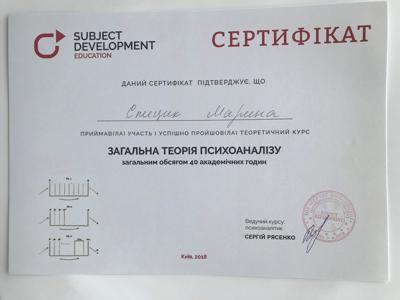 SUBJECT
DEVELOPMENT
EDUCATION
СЕРТИФІКАТ
ДАНИЙ СЕРТИФІКАТ ПІДТВЕРДЖУЄ, ЩО
Марина
ПРИЙМАВ(ЛА) УЧАСТЬ І УСПІШНО ПРОЙШОВ(ЛА) ТЕОРЕТИЧНИЙ КУРС
ЗАГАЛЬНА ТЕОРІЯ ПСИХОАНАЛІЗУ
загальним обсягом 40 академічних годин
Ведучий курсу:
психоаналітик
СЕРГІЙ РЯСЕНКО
Київ, 2018